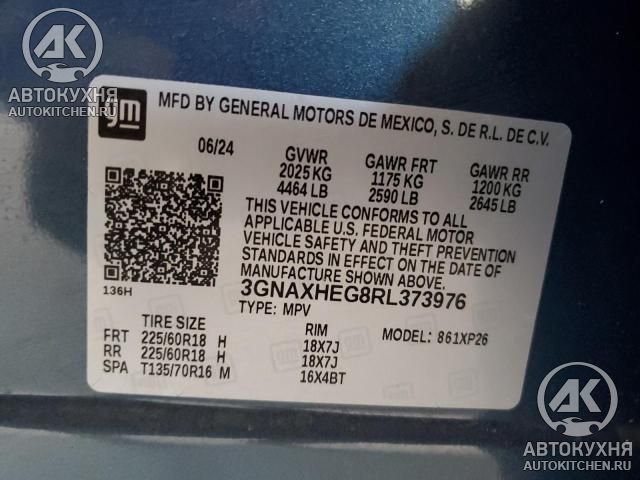 АК
АВТОКУХНЯ
AUTOKITCHEN.RU
gm
MFD BY GENERAL MOTORS DE MEXICO, S. DE R.L. DE C.V.
06/24 GVWR GAWR FRT GAWR RR
2025 KG 1175 KG 1200 KG
4464 LB 2590 LB 2645 LB
THIS VEHICLE CONFORMS TO ALL
APPLICABLE U.S. FEDERAL MOTOR
VEHICLE SAFETY AND THEFT PREVENTION
STANDARDS IN EFFECT ON THE DATE OF
MANUFACTURE SHOWN ABOVE.
136H 3GNAXHEG8RL373976
TYPE: MPV
TIRE SIZE RIM MODEL: 861XP26
FRT 225/60R18 H 18X7J
RR 225/60R18 H 18X7J
SPA T135/70R16 M 16X4BT
АК
АВТОКУХНЯ
AUTOKITCHEN.RU